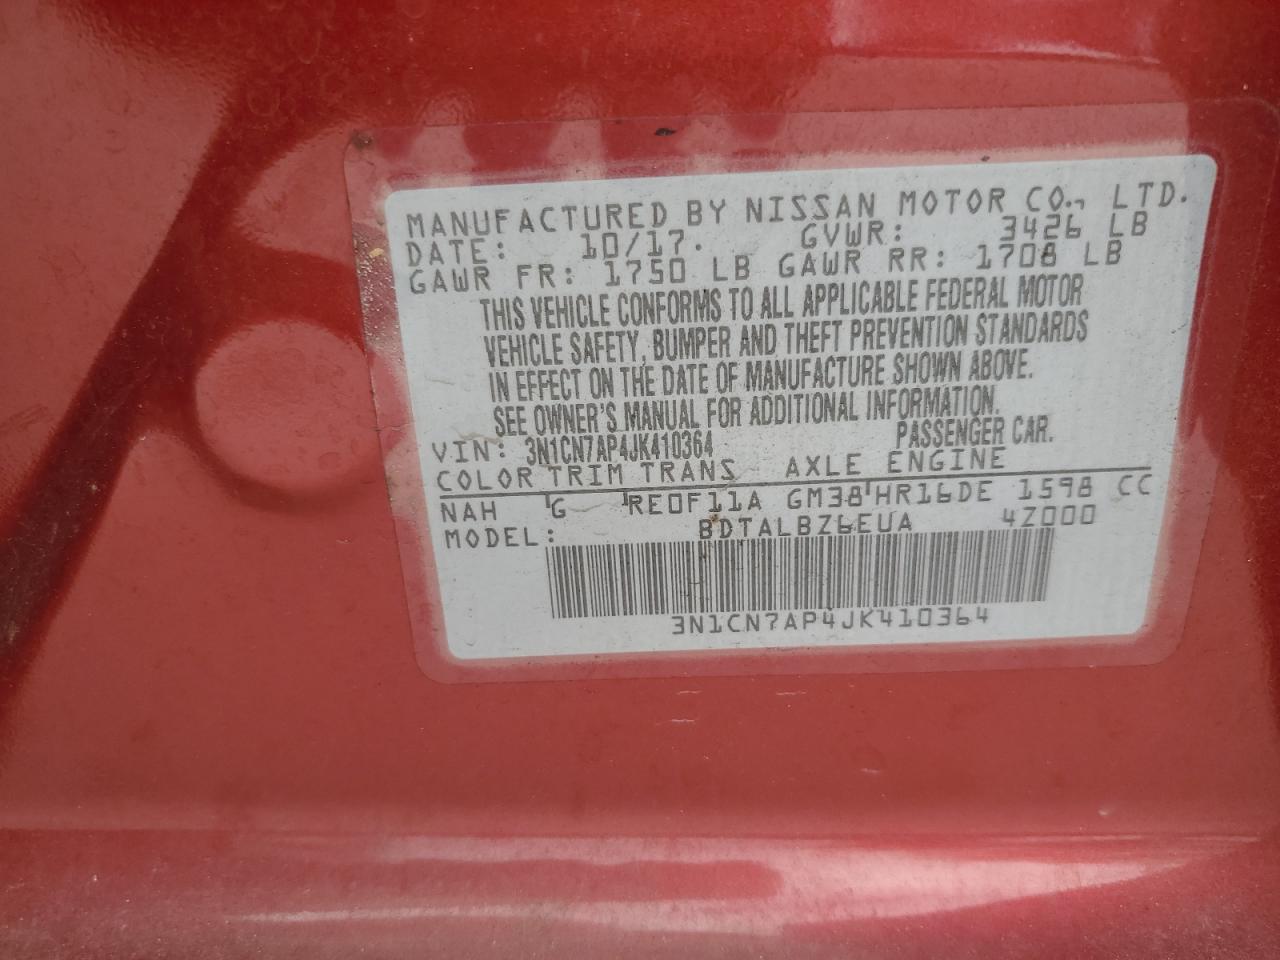 MANUFACTURED BY NISSAN MOTOR CO., LTD.
DATE: 10/17. GVWR: 3426 LB
GAWR FR: 1750 LB GAWR RR: 1708 LB
THIS VEHICLE CONFORMS TO ALL APPLICABLE FEDERAL MOTOR
VEHICLE SAFETY, BUMPER AND THEFT PREVENTION STANDARDS
IN EFFECT ON THE DATE OF MANUFACTURE SHOWN ABOVE.
SEE OWNER'S MANUAL FOR ADDITIONAL INFORMATION.
VIN: 3N1CN7AP4JK410364 PASSENGER CAR.
COLOR TRIM TRANS AXLE ENGINE
NAH G RE0F11A GM38 HR16DE 1598 CC
MODEL: BDTALBZ6EUA 4Z000
3N1CN7AP4JK410364